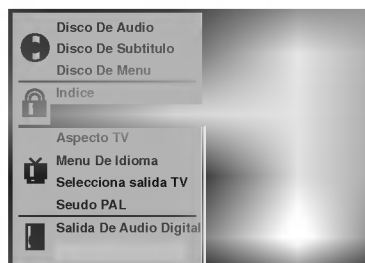 Disco De Audio
Disco De Subtitulo
Disco De Menu
Indice
Aspecto TV
Menu De Idioma
Selecciona salida TV
Seudo PAL
Salida De Audio Digital